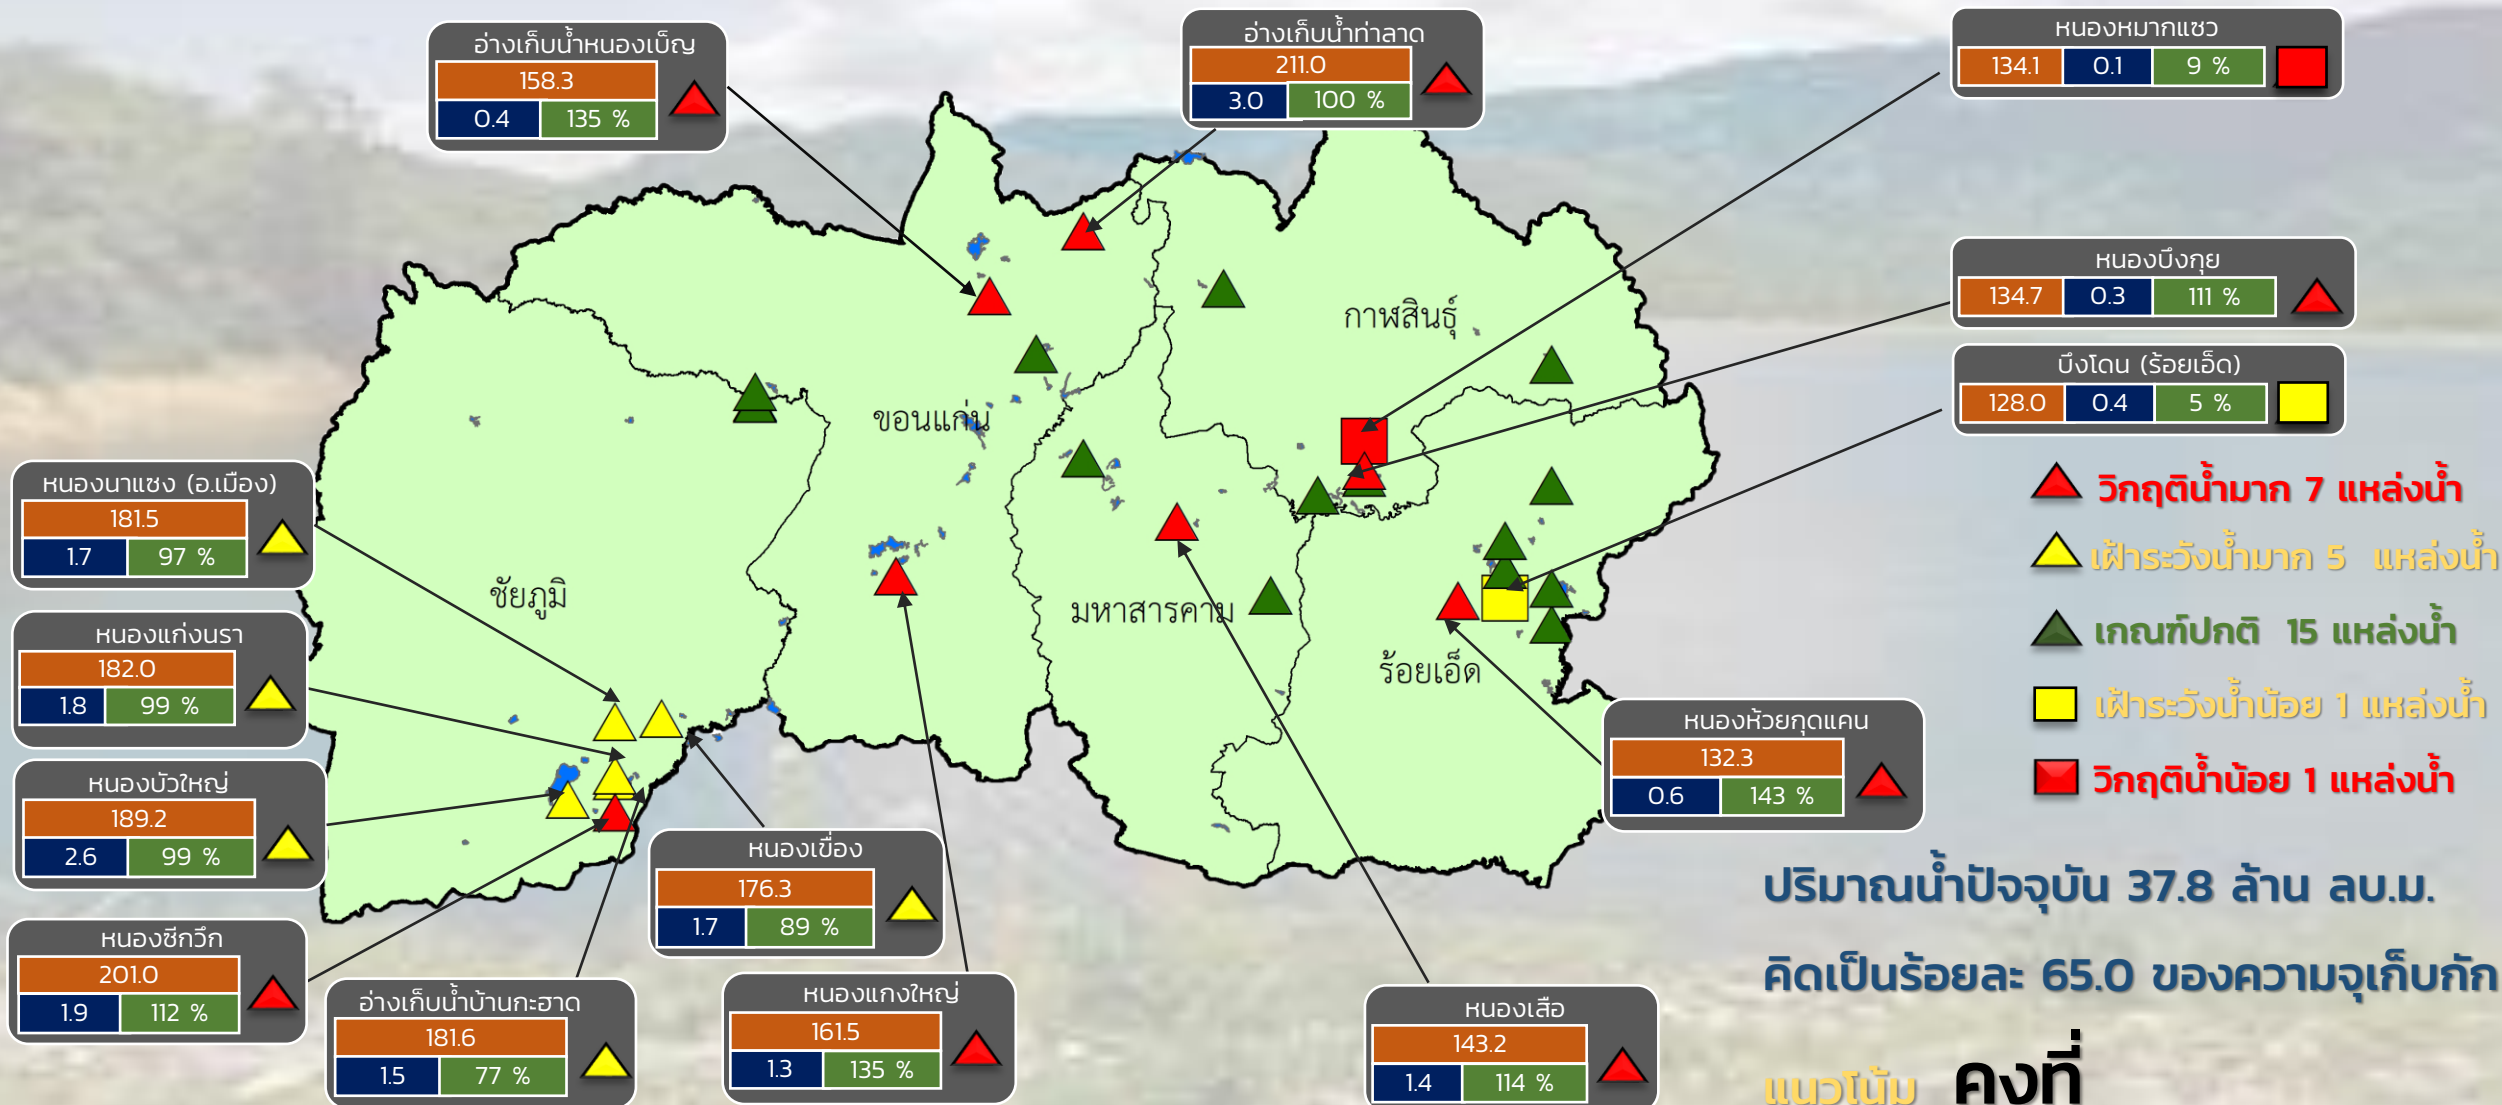 อ่างเก็บน้ำหนองเบ็ญ
158.3
0.4 135 %
อ่างเก็บน้ำท่าลาด
211.0
3.0 100 %
หนองหมากแซว
134.1 0.1 9 %
หนองบึงกุย
134.7 0.3 111 %
บึงโดน (ร้อยเอ็ด)
128.0 0.4 5 %
กาฬสินธุ์
ขอนแก่น
ชัยภูมิ
มหาสารคาม
ร้อยเอ็ด
หนองนาแซง (อ.เมือง)
181.5
1.7 97 %
หนองแก่งนรา
182.0
1.8 99 %
หนองบัวใหญ่
189.2
2.6 99 %
หนองซีกวึก
201.0
1.9 112 %
อ่างเก็บน้ำบ้านกะฮาด
181.6
1.5 77 %
หนองเขื่อง
176.3
1.7 89 %
หนองแกงใหญ่
161.5
1.3 135 %
หนองเสือ
143.2
1.4 114 %
หนองห้วยกุดแคน
132.3
0.6 143 %
วิกฤติน้ำมาก 7 แหล่งน้ำ
เฝ้าระวังน้ำมาก 5 แหล่งน้ำ
เกณฑ์ปกติ 15 แหล่งน้ำ
เฝ้าระวังน้ำน้อย 1 แหล่งน้ำ
วิกฤติน้ำน้อย 1 แหล่งน้ำ
ปริมาณน้ำปัจจุบัน 37.8 ล้าน ลบ.ม.
คิดเป็นร้อยละ 65.0 ของความจุเก็บกัก
แนวโน้ม คงที่